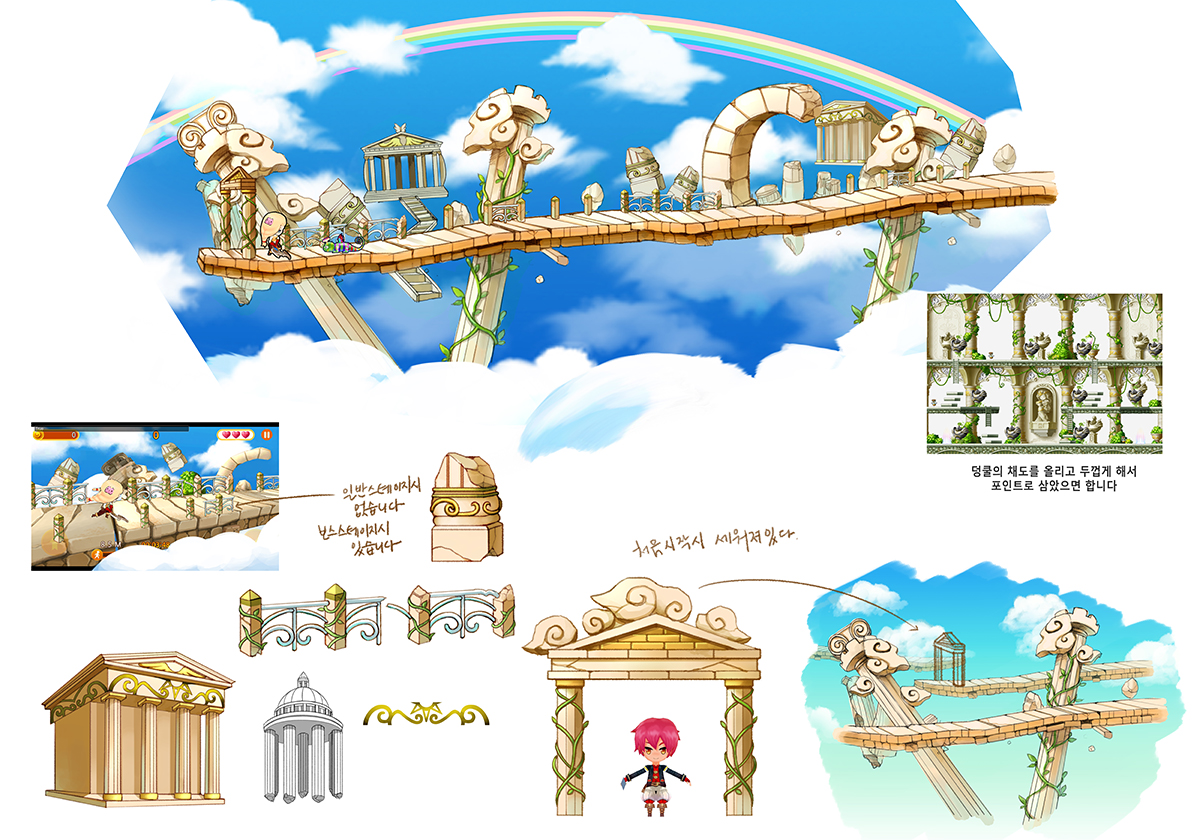 덩쿨의 채도를 올리고 두껍게 해서
포인트로 삼았으면 합니다
일반스테이지시
없습니다
보스스테이지시
있습니다
처음시작시 세워져있다.